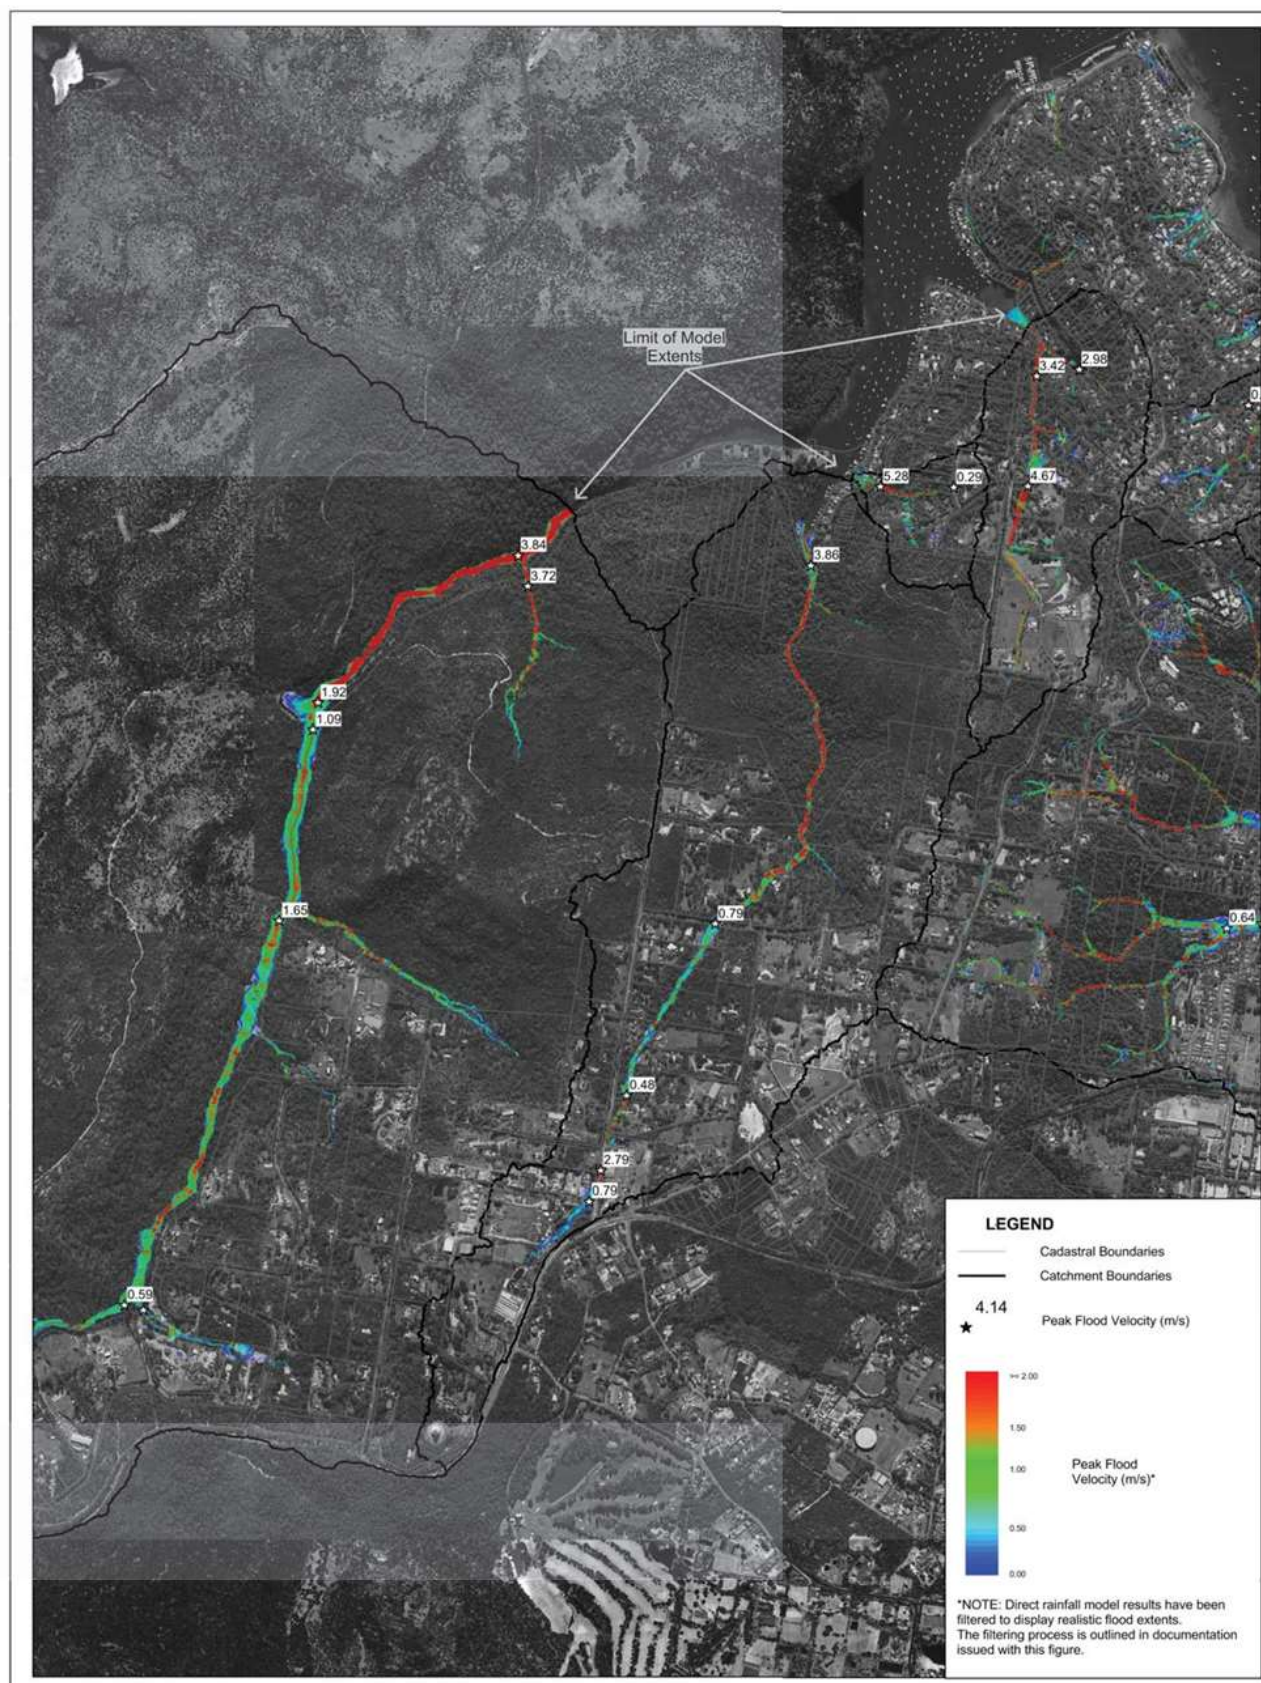 Limit of Model
Extents
3.42
2.98
0.
5.28
0.29
4.67
3.84
3.86
3.72
1.92
1.09
1.65
0.79
0.64
0.48
2.79
0.79
0.59
LEGEND
Cadastral Boundaries
Catchment Boundaries
4.14
Peak Flood Velocity (m/s)
>= 2.00
1.50
1.00
Peak Flood
Velocity (m/s)*
0.50
0.00
*NOTE: Direct rainfall model results have been
filtered to display realistic flood extents.
The filtering process is outlined in documentation
issued with this figure.